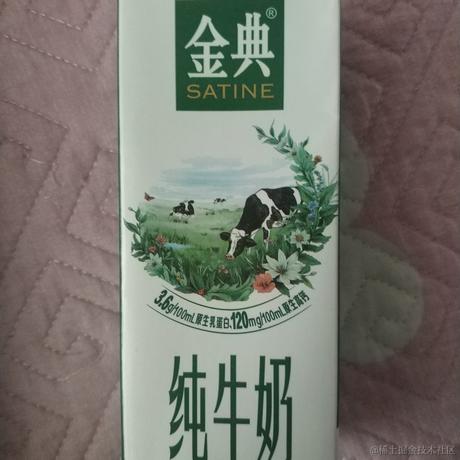 金典®
SATINE
3.6g/100mL原生乳蛋白、120mg/100mL原生高钙
纯牛奶
@稀土掘金技术社区